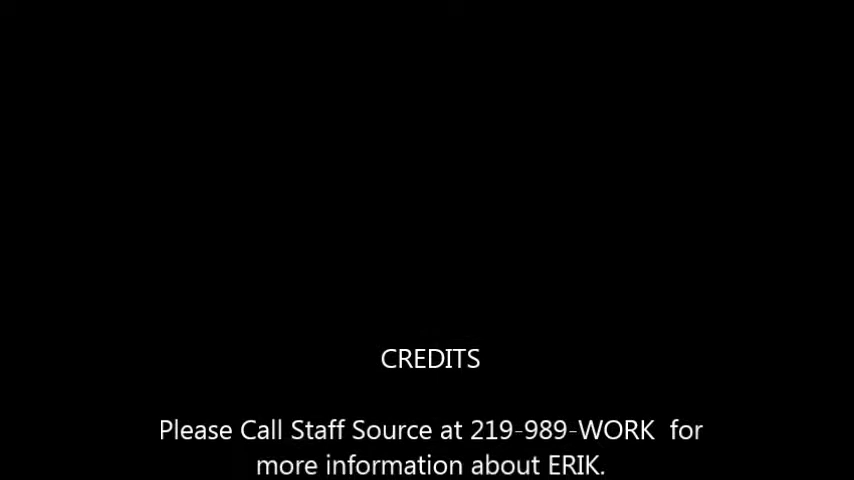 CREDITS
Please Call Staff Source at 219-989-WORK  for
more information about ERIK.